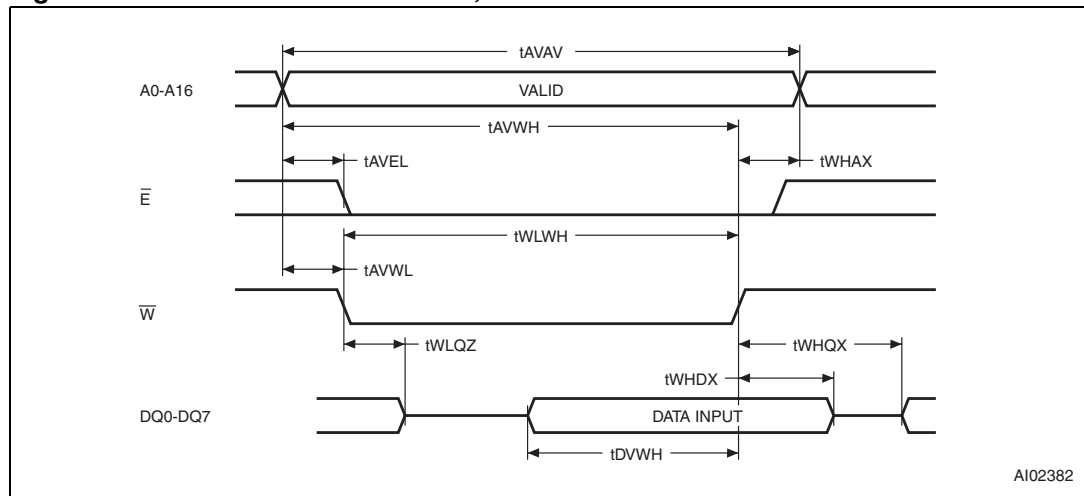 tAVAV
A0-A16
VALID
tAVWH
tAVEL
tWHAX
E̅
tWLWH
tAVWL
W̅
tWLQZ
tWHQX
tWHDX
DQ0-DQ7
DATA INPUT
tDVWH
AI02382